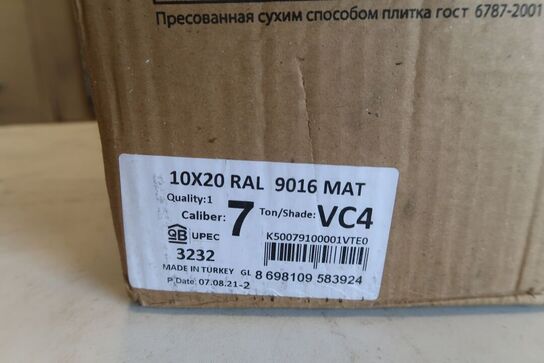 Пресованная сухим способом плитка гост 6787-2001
10X20 RAL 9016 MAT
Quality:1
Caliber: 7 Ton/Shade: VC4
QB UPEC
K50079100001VTE0
3232
MADE IN TURKEY GL 8 698109 583924
P.Date: 07.08.21-2